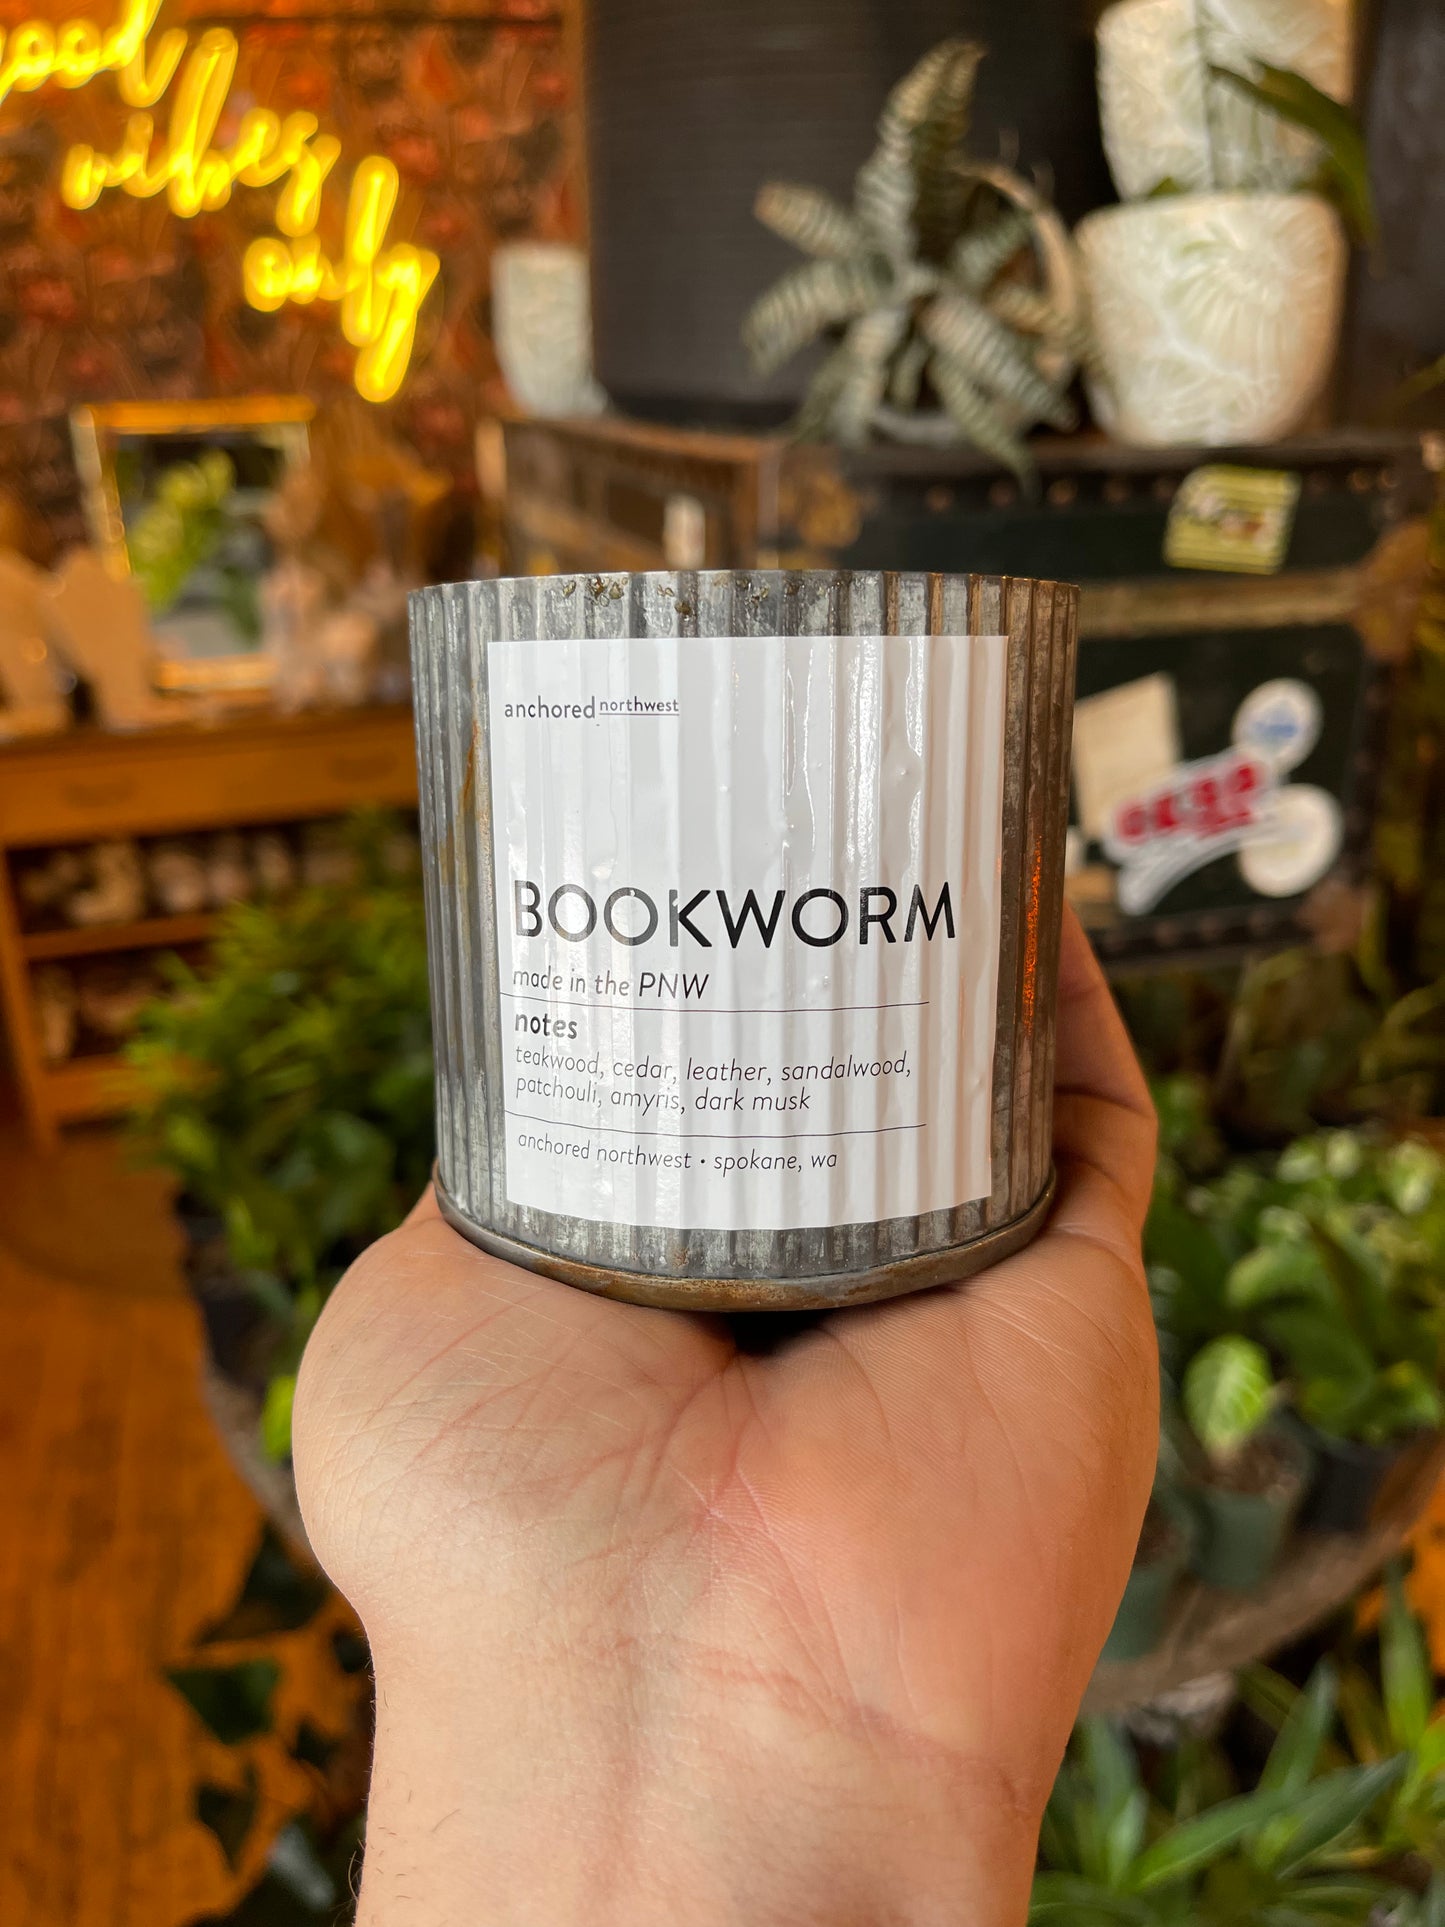 good
vibes
only
anchored northwest
BOOKWORM
made in the PNW
notes
teakwood, cedar, leather, sandalwood,
patchouli, amyris, dark musk
anchored northwest • spokane, wa